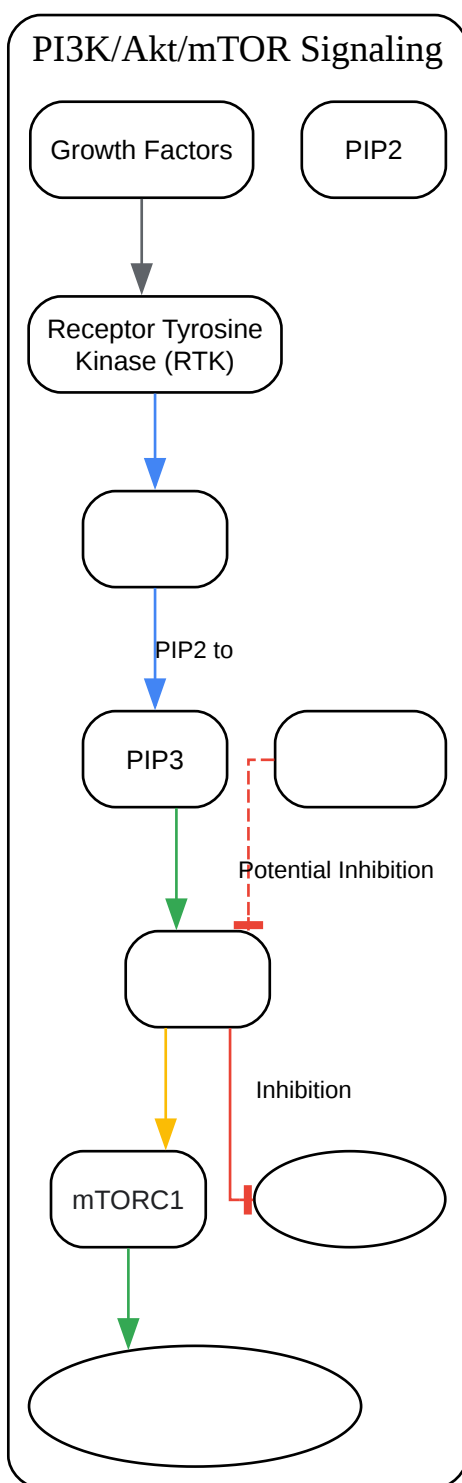 PI3K/Akt/mTOR Signaling
Growth Factors
PIP2
Receptor Tyrosine
Kinase (RTK)
PIP2 to
PIP3
Potential Inhibition
Inhibition
mTORC1